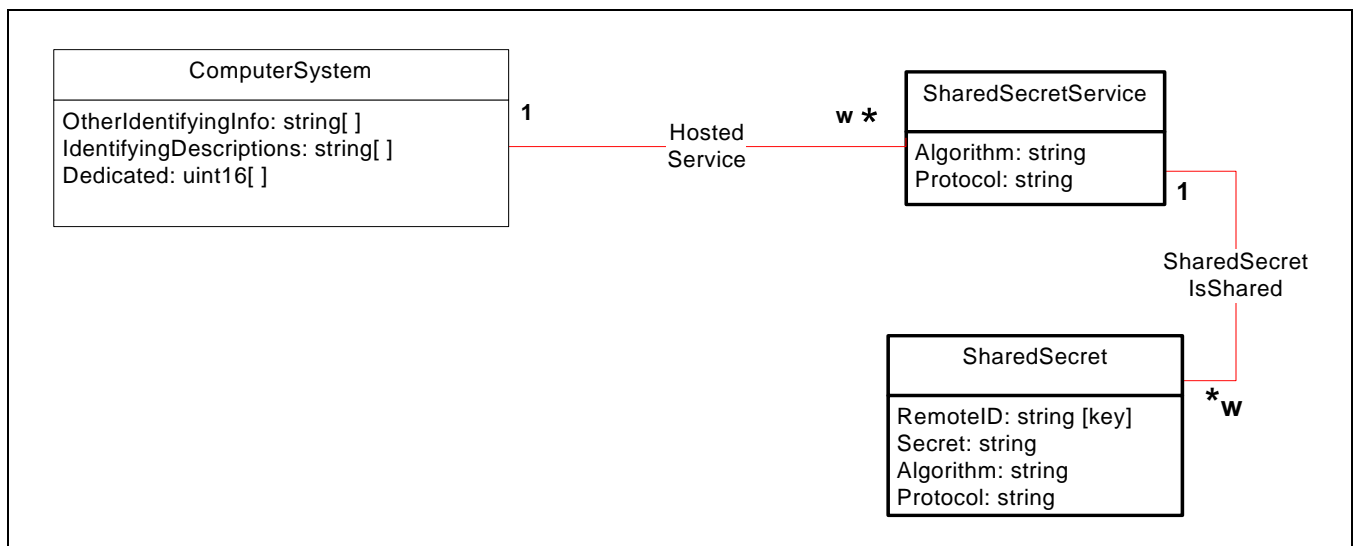 ComputerSystem
OtherIdentifyingInfo: string[ ]
IdentifyingDescriptions: string[ ]
Dedicated: uint16[ ]
1
Hosted
Service
w *
SharedSecretService
Algorithm: string
Protocol: string
1
SharedSecret
IsShared
*w
SharedSecret
RemoteID: string [key]
Secret: string
Algorithm: string
Protocol: string